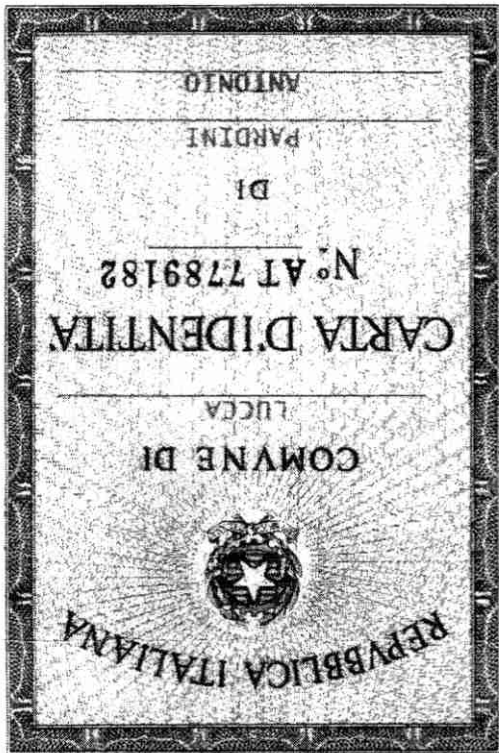 REPVBBLICA ITALIANA
COMVNE DI
LUCCA
CARTA D'IDENTITA'
N° AT 7789182
DI
PARDINI
ANTONIO